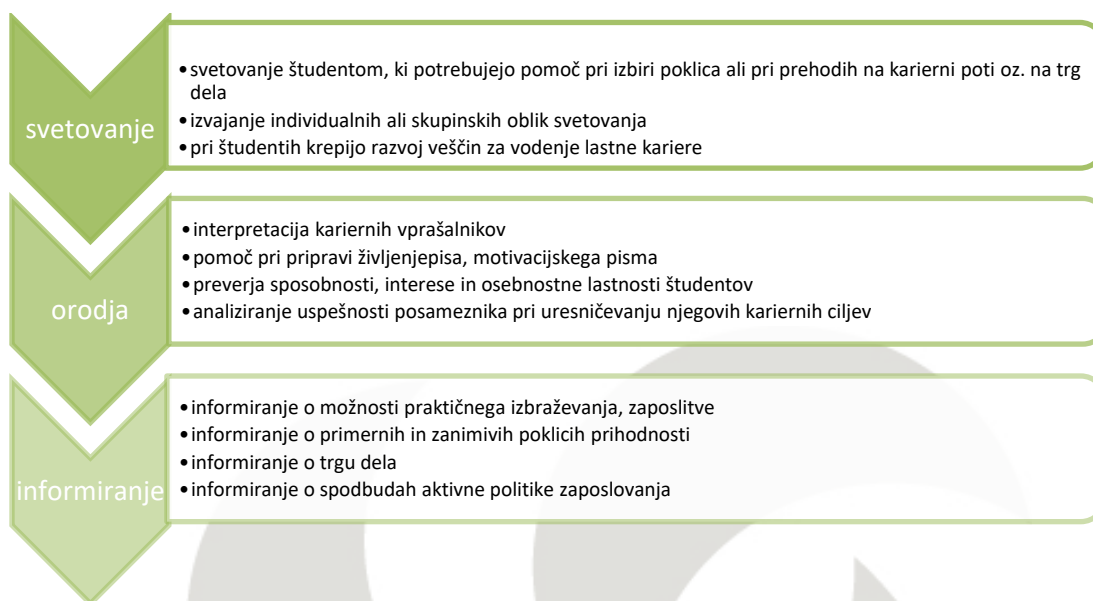 svetovanje
•svetovanje študentom, ki potrebujejo pomoč pri izbiri poklica ali pri prehodih na karierni poti oz. na trg
dela
•izvajanje individualnih ali skupinskih oblik svetovanja
•pri študentih krepijo razvoj veščin za vodenje lastne kariere
orodja
•interpretacija kariernih vprašalnikov
•pomoč pri pripravi življenjepisa, motivacijskega pisma
•preverja sposobnosti, interese in osebnostne lastnosti študentov
•analiziranje uspešnosti posameznika pri uresničevanju njegovih kariernih ciljev
informiranje
•informiranje o možnosti praktičnega izbraževanja, zaposlitve
•informiranje o primernih in zanimivih poklicih prihodnosti
•informiranje o trgu dela
•informiranje o spodbudah aktivne politike zaposlovanja